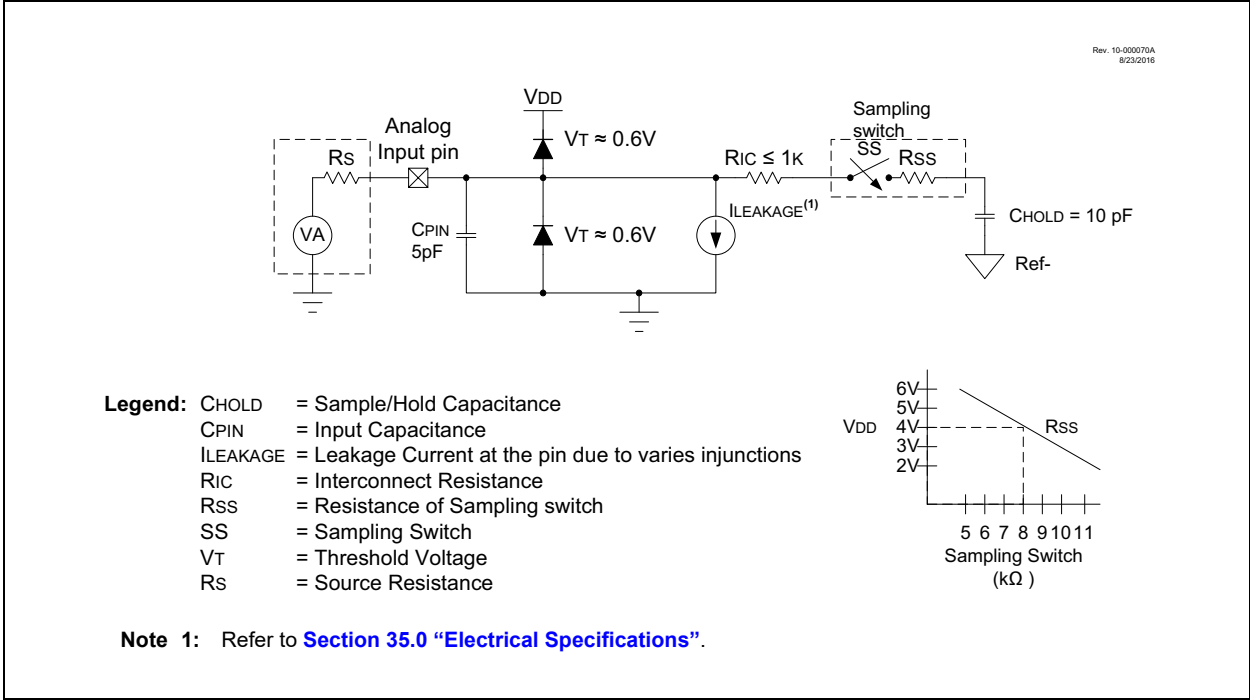 Rev. 10-000070A
8/23/2016
VDD
Analog
Input pin
VT ≈ 0.6V
RS
VA
CPIN
5pF
VT ≈ 0.6V
ILEAKAGE(1)
RIC ≤ 1K
Sampling
switch
SS
RSS
CHOLD = 10 pF
Ref-
Legend: CHOLD = Sample/Hold Capacitance
CPIN = Input Capacitance
ILEAKAGE = Leakage Current at the pin due to varies injunctions
RIC = Interconnect Resistance
RSS = Resistance of Sampling switch
SS = Sampling Switch
VT = Threshold Voltage
RS = Source Resistance
6V
5V
VDD 4V
3V
2V
RSS
5 6 7 8 9 10 11
Sampling Switch
(kΩ )
Note 1: Refer to Section 35.0 “Electrical Specifications”.